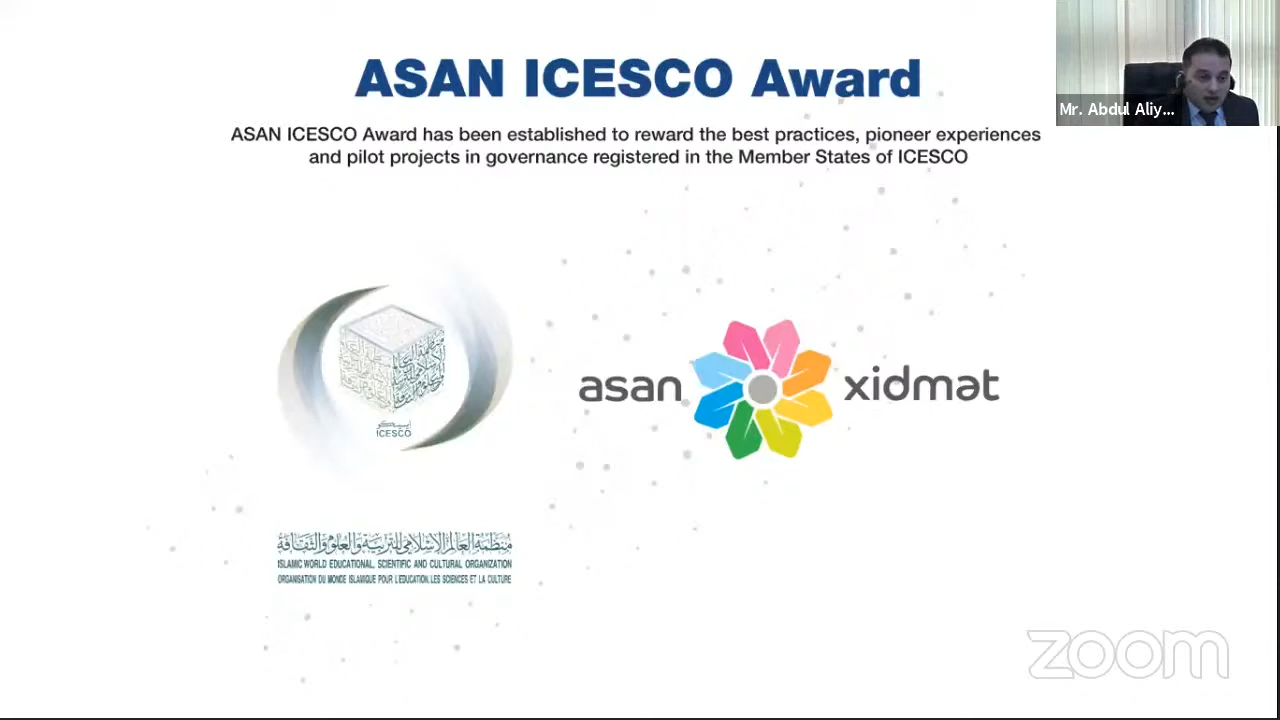 ASAN ICESCO Award
Mr. Abdul Aliy...
ASAN ICESCO Award has been established to reward the best practices, pioneer experiences
and pilot projects in governance registered in the Member States of ICESCO
asan xidmət
ايسيسكو
ICESCO
منظمة العالم الإسلامي للتربية والعلوم والثقافة
ISLAMIC WORLD EDUCATIONAL, SCIENTIFIC AND CULTURAL ORGANIZATION
ORGANISATION DU MONDE ISLAMIQUE POUR L'EDUCATION, LES SCIENCES ET LA CULTURE
zoom